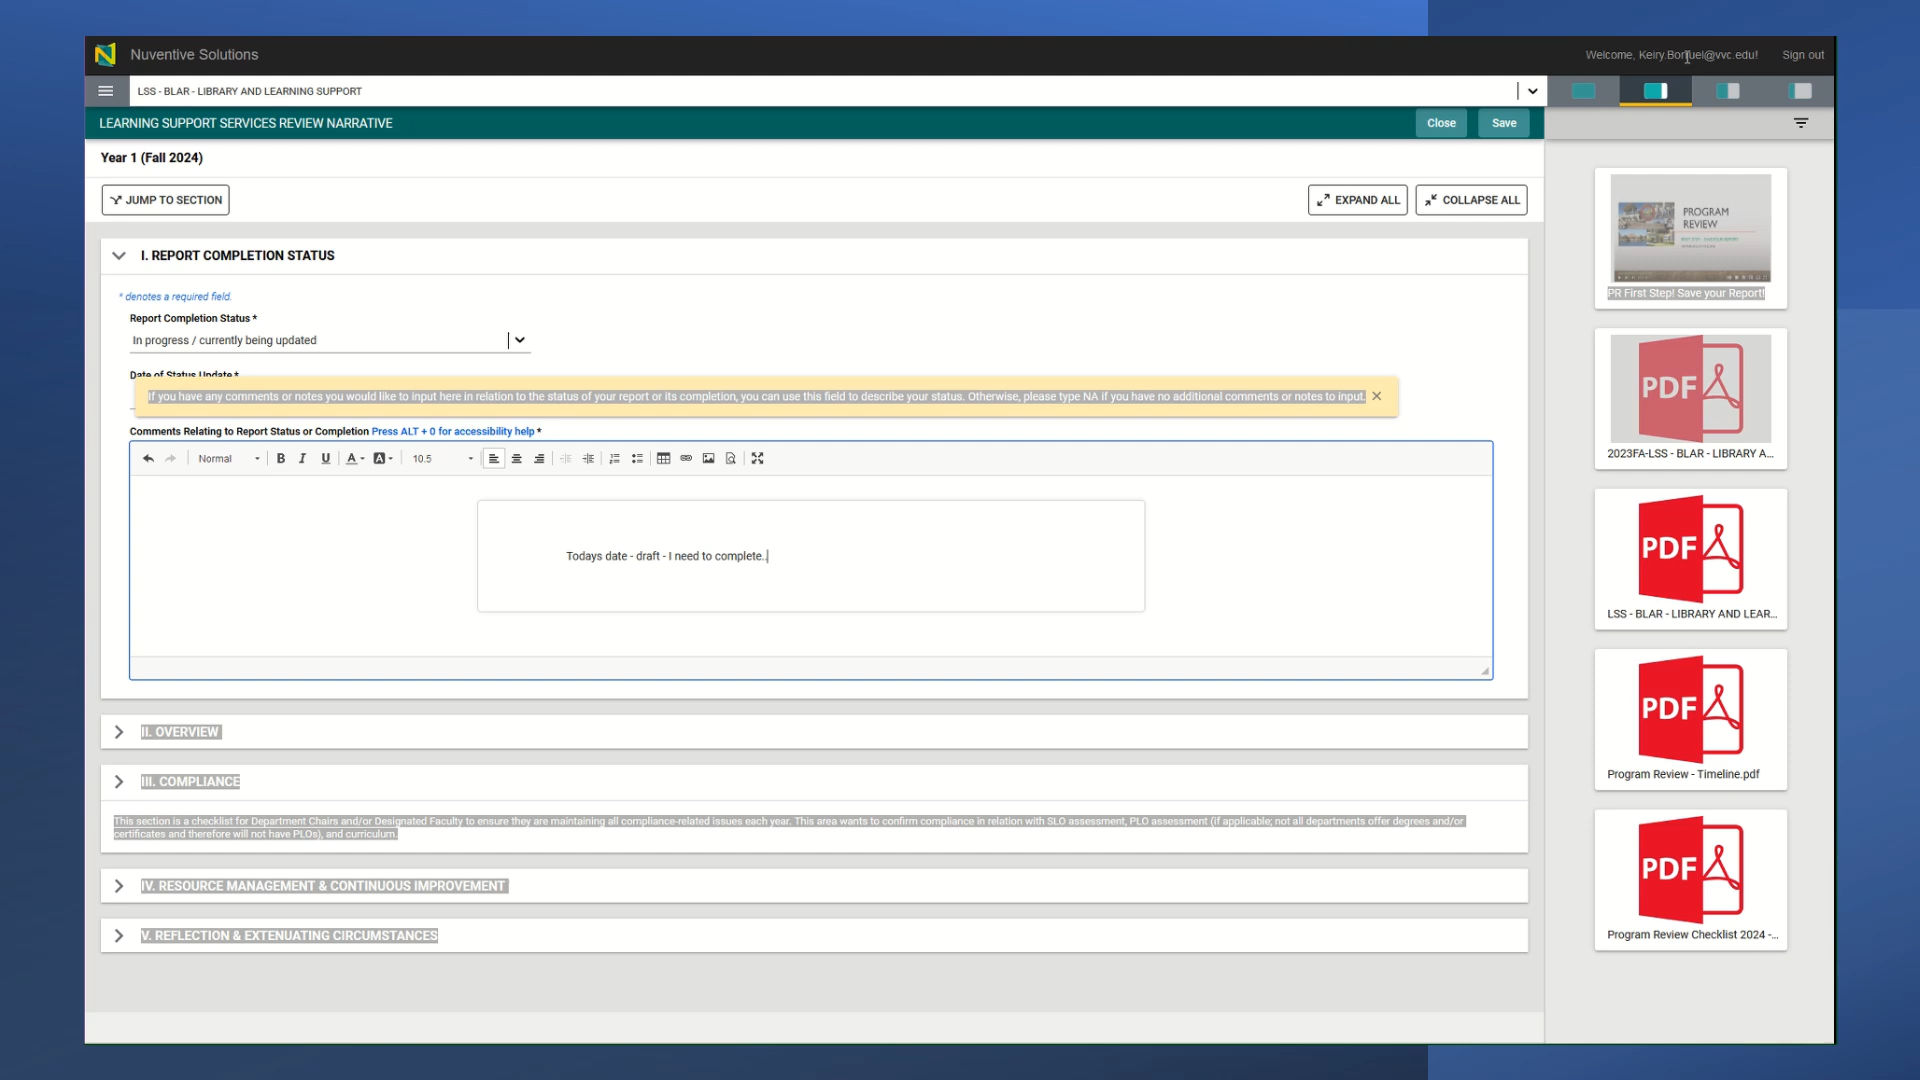 Nuventive Solutions
Welcome, Keiry.Bonuel@vvc.edu!
Sign out
LSS - BLAR - LIBRARY AND LEARNING SUPPORT
LEARNING SUPPORT SERVICES REVIEW NARRATIVE
Close
Save
Year 1 (Fall 2024)
JUMP TO SECTION
EXPAND ALL
COLLAPSE ALL
I. REPORT COMPLETION STATUS
* denotes a required field.
Report Completion Status *
In progress / currently being updated
Date of Status Update *
If you have any comments or notes you would like to input here in relation to the status of your report or its completion, you can use this field to describe your status. Otherwise, please type NA if you have no additional comments or notes to input.
Comments Relating to Report Status or Completion Press ALT + 0 for accessibility help *
Normal
B I U A A
10.5
Todays date - draft - I need to complete..
II. OVERVIEW
III. COMPLIANCE
This section is a checklist for Department Chairs and/or Designated Faculty to ensure they are maintaining all compliance-related issues each year. This area wants to confirm compliance in relation with SLO assessment, PLO assessment (if applicable; not all departments offer degrees and/or
certificates and therefore will not have PLOs), and curriculum.
IV. RESOURCE MANAGEMENT & CONTINUOUS IMPROVEMENT
V. REFLECTION & EXTENUATING CIRCUMSTANCES
PROGRAM
REVIEW
PR First Step! Save your Report!
PDF
2023FA-LSS - BLAR - LIBRARY A...
PDF
LSS - BLAR - LIBRARY AND LEAR...
PDF
Program Review - Timeline.pdf
PDF
Program Review Checklist 2024 -...